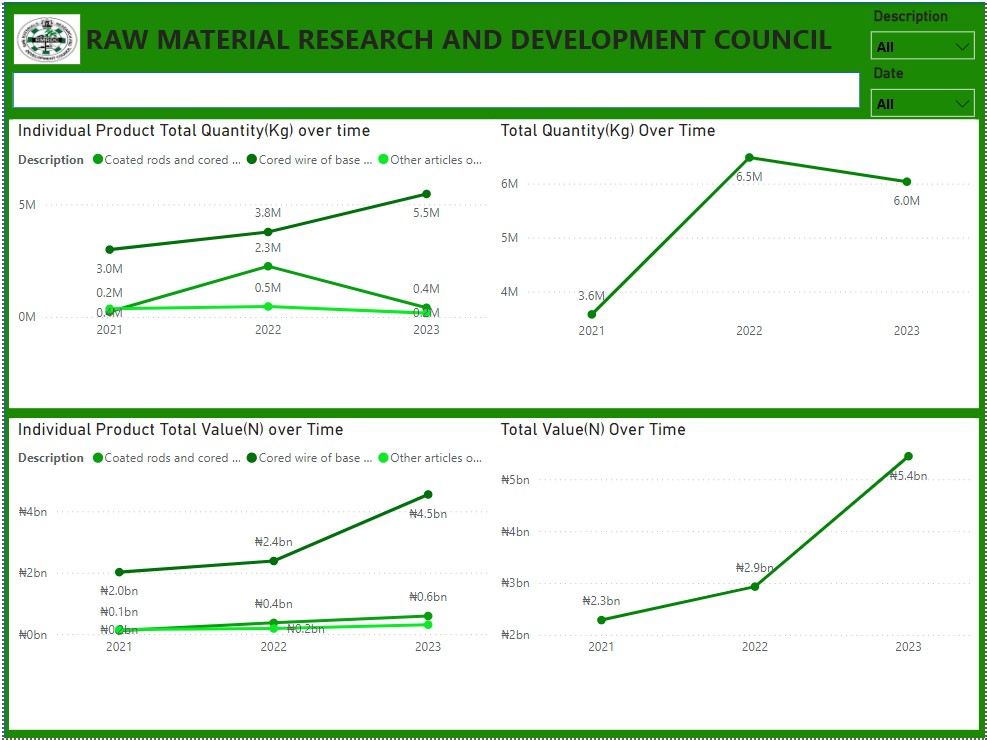 RAW MATERIAL RESEARCH AND DEVELOPMENT COUNCIL
Description
All
Date
All
Individual Product Total Quantity(Kg) over time
Description Coated rods and cored ... Cored wire of base ... Other articles o...
5M
0M
3.0M
3.8M
5.5M
0.2M
2.3M
0.4M
0.5M
0.2M
2021 2022 2023
Total Quantity(Kg) Over Time
6M
5M
4M
3.6M
6.5M
6.0M
2021 2022 2023
Individual Product Total Value(N) over Time
Description Coated rods and cored ... Cored wire of base ... Other articles o...
₦4bn
₦2bn
₦0bn
₦2.0bn
₦2.4bn
₦4.5bn
₦0.1bn
₦0.4bn
₦0.6bn
₦0.2bn
2021 2022 2023
Total Value(N) Over Time
₦5bn
₦4bn
₦3bn
₦2bn
₦2.3bn
₦2.9bn
₦5.4bn
2021 2022 2023